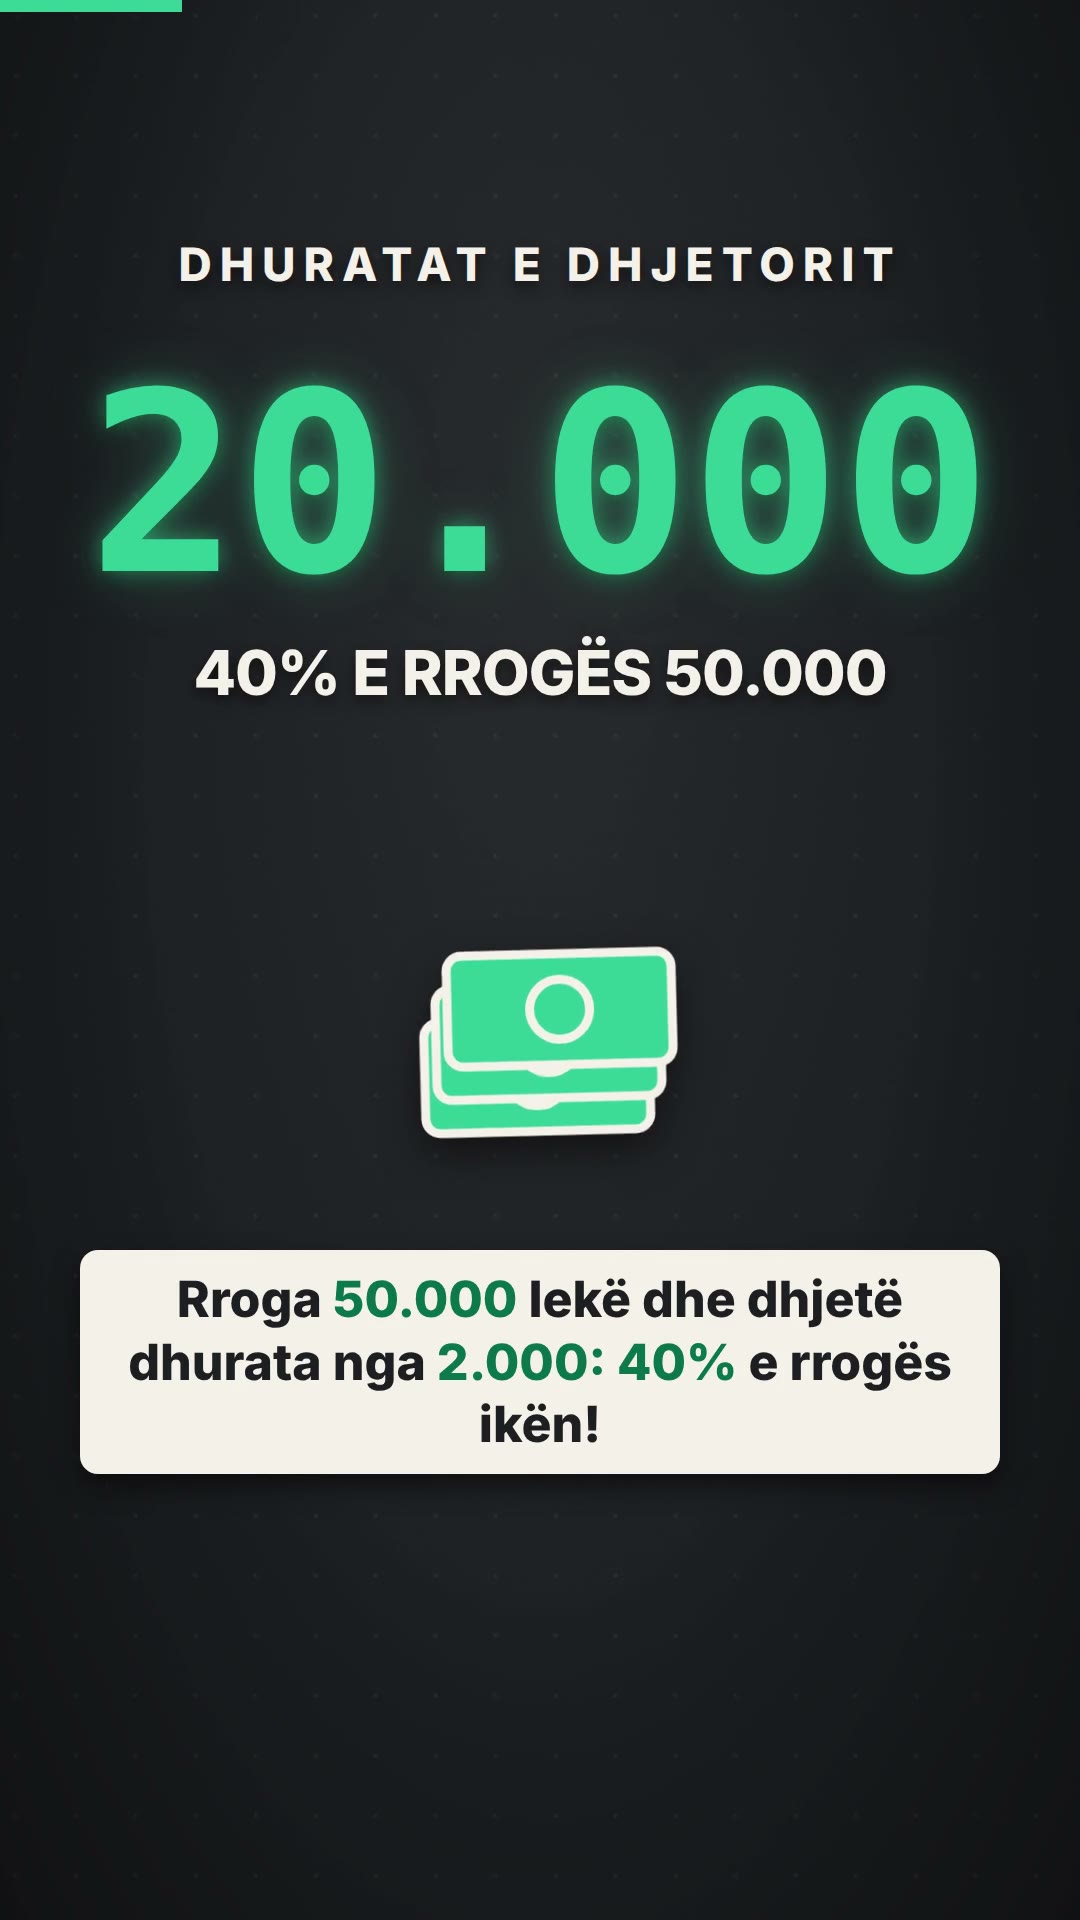 DHURATAT E DHJETORIT
20.000
40% E RROGËS 50.000
Rroga 50.000 lekë dhe dhjetë
dhurata nga 2.000: 40% e rrogës
ikën!